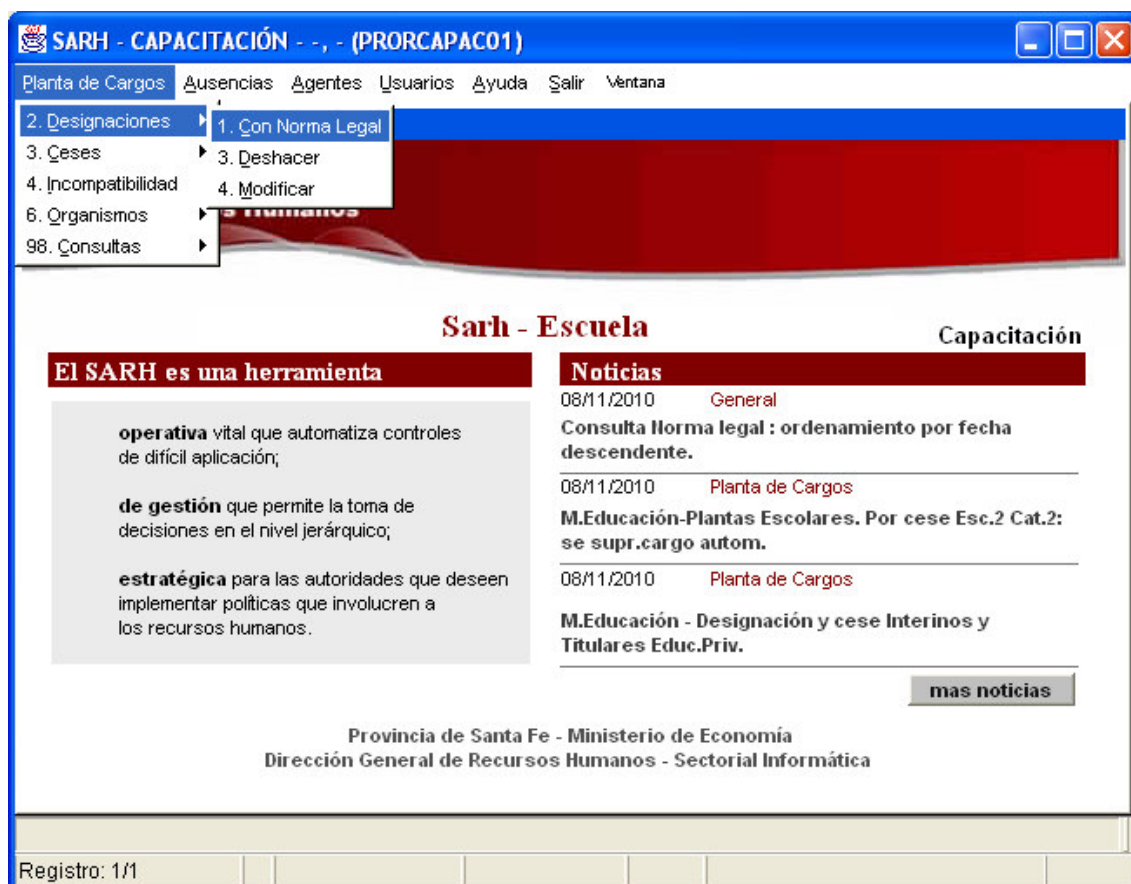 SARH - CAPACITACIÓN - -, - (PRORCAPAC01)
Planta de Cargos Ausencias Agentes Usuarios Ayuda Salir Ventana
2. Designaciones
3. Ceses
4. Incompatibilidad
6. Organismos
98. Consultas
1. Con Norma Legal
3. Deshacer
4. Modificar
s Humanos
Sarh - Escuela
Capacitación
El SARH es una herramienta
operativa vital que automatiza controles
de difícil aplicación;
de gestión que permite la toma de
decisiones en el nivel jerárquico;
estratégica para las autoridades que deseen
implementar políticas que involucren a
los recursos humanos.
Noticias
08/11/2010 General
Consulta Norma legal : ordenamiento por fecha
descendente.
08/11/2010 Planta de Cargos
M.Educación-Plantas Escolares. Por cese Esc.2 Cat.2:
se supr.cargo autom.
08/11/2010 Planta de Cargos
M.Educación - Designación y cese Interinos y
Titulares Educ.Priv.
mas noticias
Provincia de Santa Fe - Ministerio de Economía
Dirección General de Recursos Humanos - Sectorial Informática
Registro: 1/1